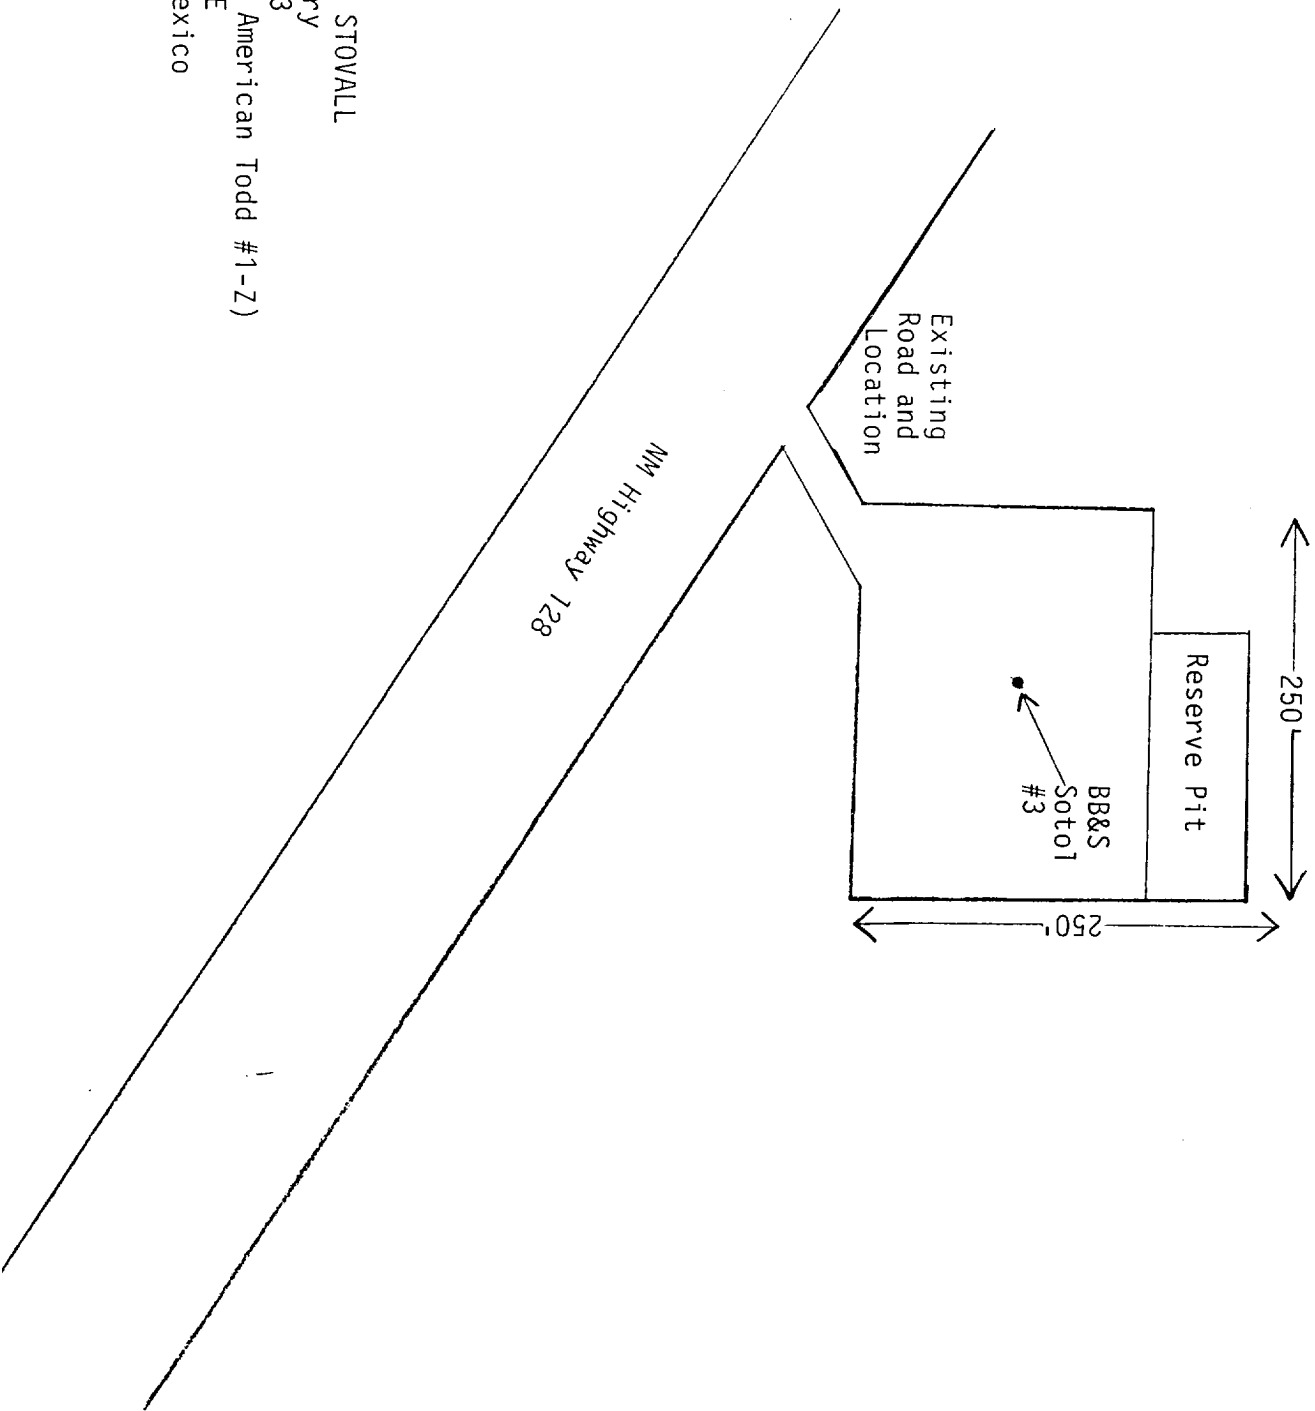 250'
Reserve Pit
250'
BB&S
Sotol
#3
Existing
Road and
Location
NM Highway 128
STOVALL
ry
3
American Todd #1-Z)
E
exico